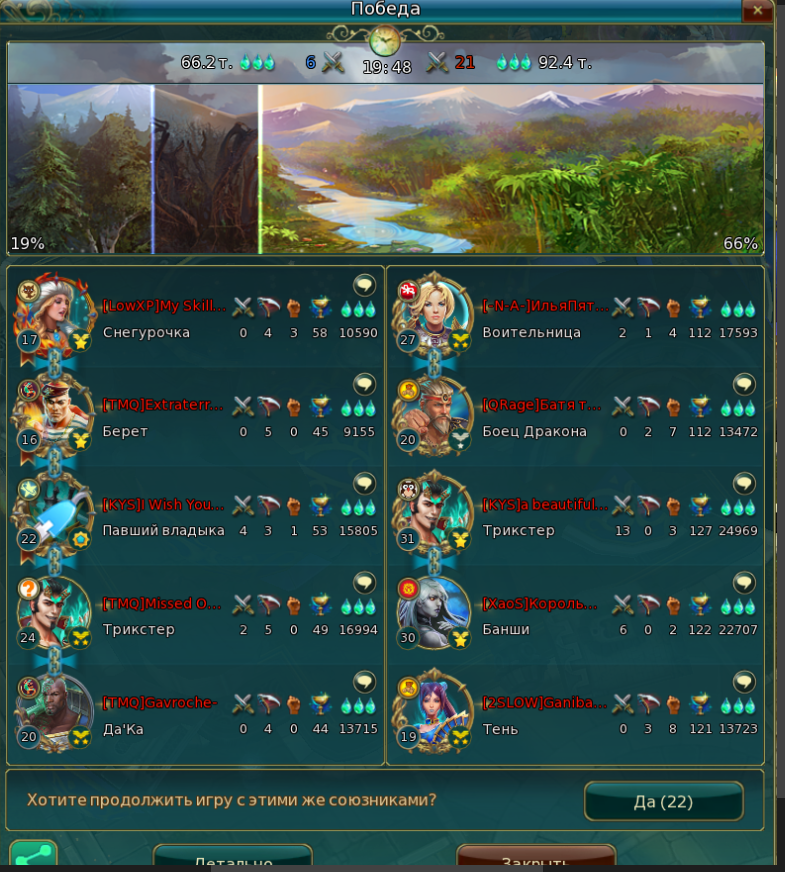 Победа
66.2 т. 6 19:48 21 92.4 т.
19% 66%
[LowXP]My Skill...
17 Снегурочка 0 4 3 58 10590
[TMQ]Extraterr...
16 Берет 0 5 0 45 9155
[KYS]I Wish You...
22 Павший владыка 4 3 1 53 15805
[TMQ]Missed O...
24 Трикстер 2 5 0 49 16994
[TMQ]Gavroche-
20 Да'Ка 0 4 0 44 13715
[-N-A-]ИльяПят...
27 Воительница 2 1 4 112 17593
[QRage]Батя т...
20 Боец Дракона 0 2 7 112 13472
[KYS]a beautiful...
31 Трикстер 13 0 3 127 24969
[XaoS]Король...
30 Банши 6 0 2 122 22707
[2SLOW]Ganiba...
19 Тень 0 3 8 121 13723
Хотите продолжить игру с этими же союзниками?
Да (22)
Детально Закрыть